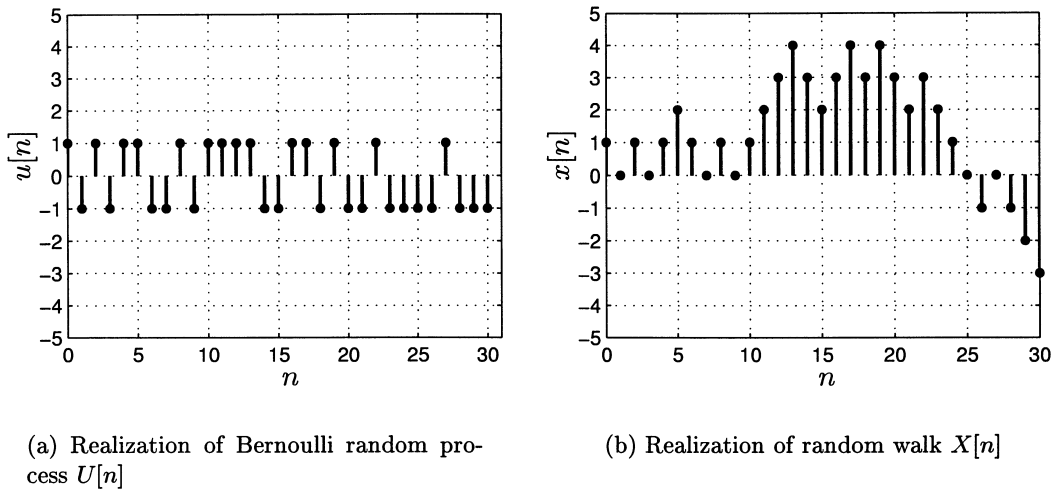 5
4
3
2
1
0
−1
−2
−3
−4
−5
u[n]
0 5 10 15 20 25 30
n
(a) Realization of Bernoulli random pro-
cess U[n]
5
4
3
2
1
0
−1
−2
−3
−4
−5
x[n]
0 5 10 15 20 25 30
n
(b) Realization of random walk X[n]